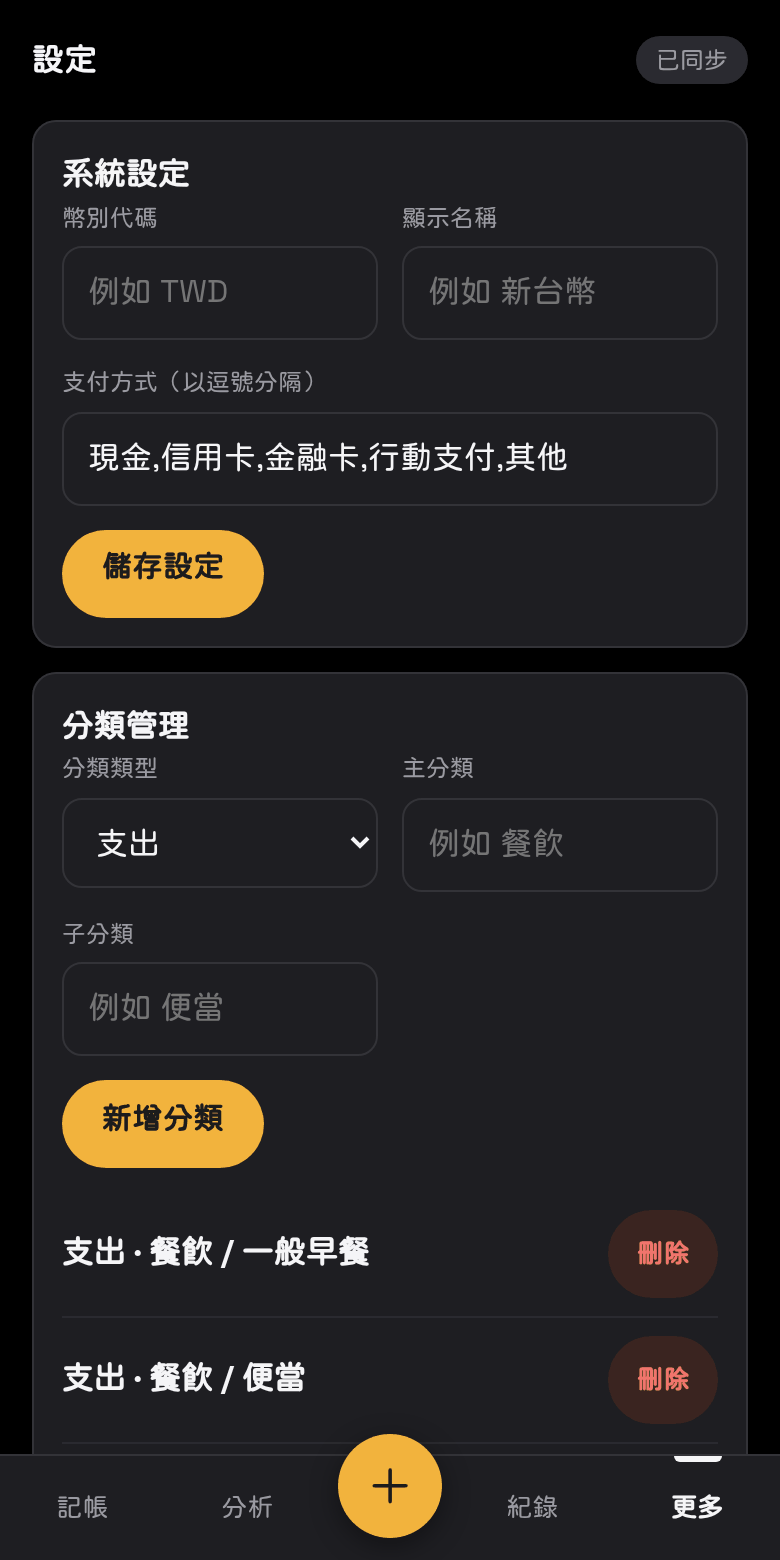 設定
已同步
系統設定
幣別代碼
顯示名稱
例如 TWD
例如 新台幣
支付方式（以逗號分隔）
現金,信用卡,金融卡,行動支付,其他
儲存設定
分類管理
分類類型
主分類
支出
例如 餐飲
子分類
例如 便當
新增分類
支出 · 餐飲 / 一般早餐
刪除
支出 · 餐飲 / 便當
刪除
記帳
分析
紀錄
更多